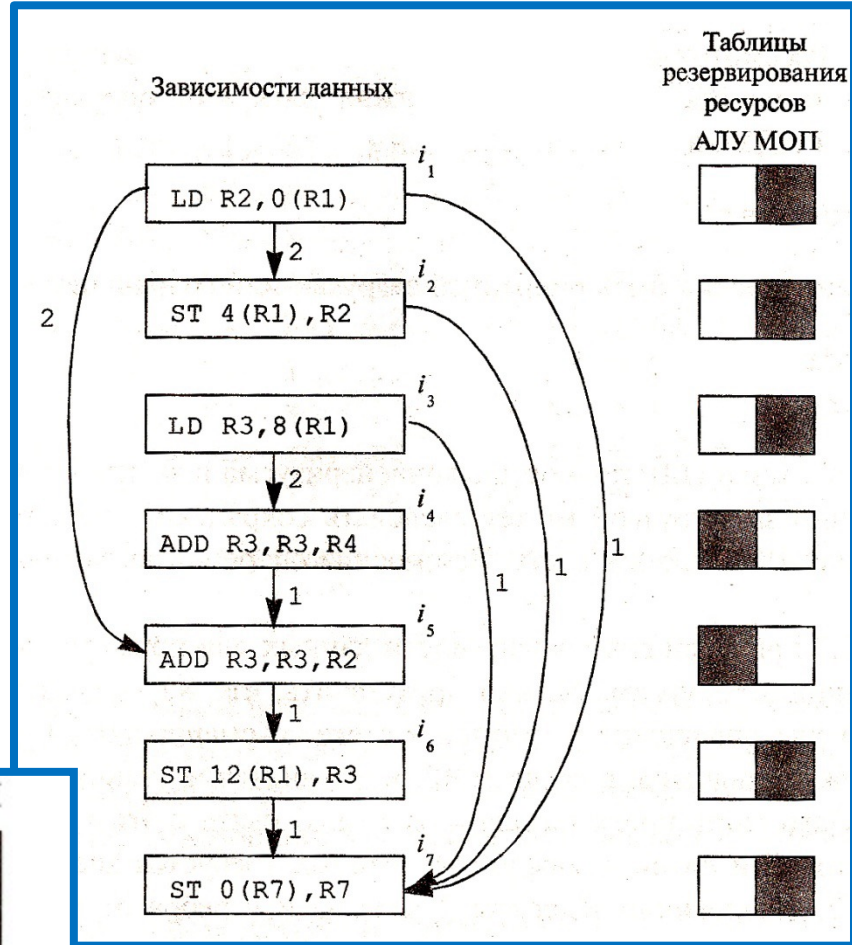 Зависимости данных
Таблицы
резервирования
ресурсов
АЛУ МОП
i1
LD R2,0(R1)
2
i2
ST 4(R1),R2
2
i3
LD R3,8(R1)
2
i4
ADD R3,R3,R4
1
1
1
1
i5
ADD R3,R3,R2
1
i6
ST 12(R1),R3
1
i7
ST 0(R7),R7